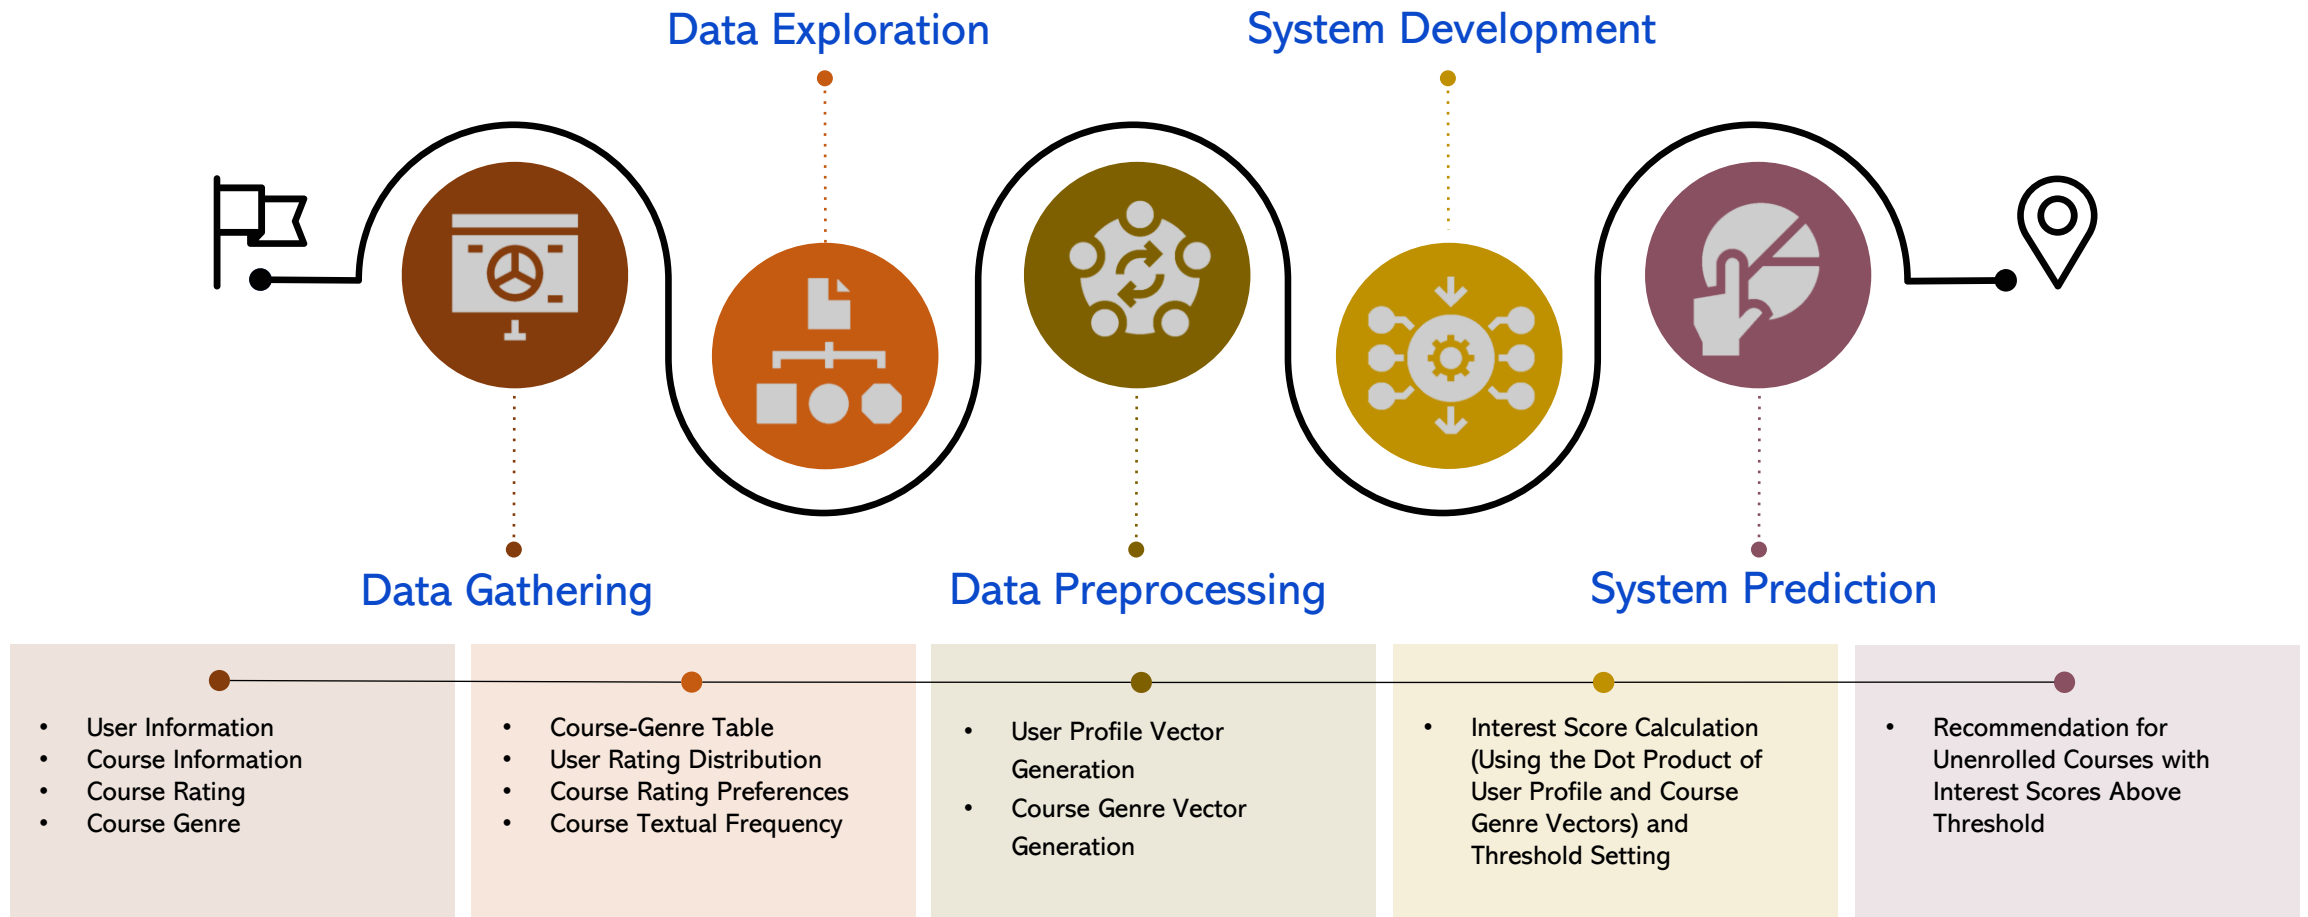 Data Exploration
System Development
Data Gathering
Data Preprocessing
System Prediction
• User Information
• Course Information
• Course Rating
• Course Genre
• Course-Genre Table
• User Rating Distribution
• Course Rating Preferences
• Course Textual Frequency
• User Profile Vector
Generation
• Course Genre Vector
Generation
• Interest Score Calculation
(Using the Dot Product of
User Profile and Course
Genre Vectors) and
Threshold Setting
• Recommendation for
Unenrolled Courses with
Interest Scores Above
Threshold